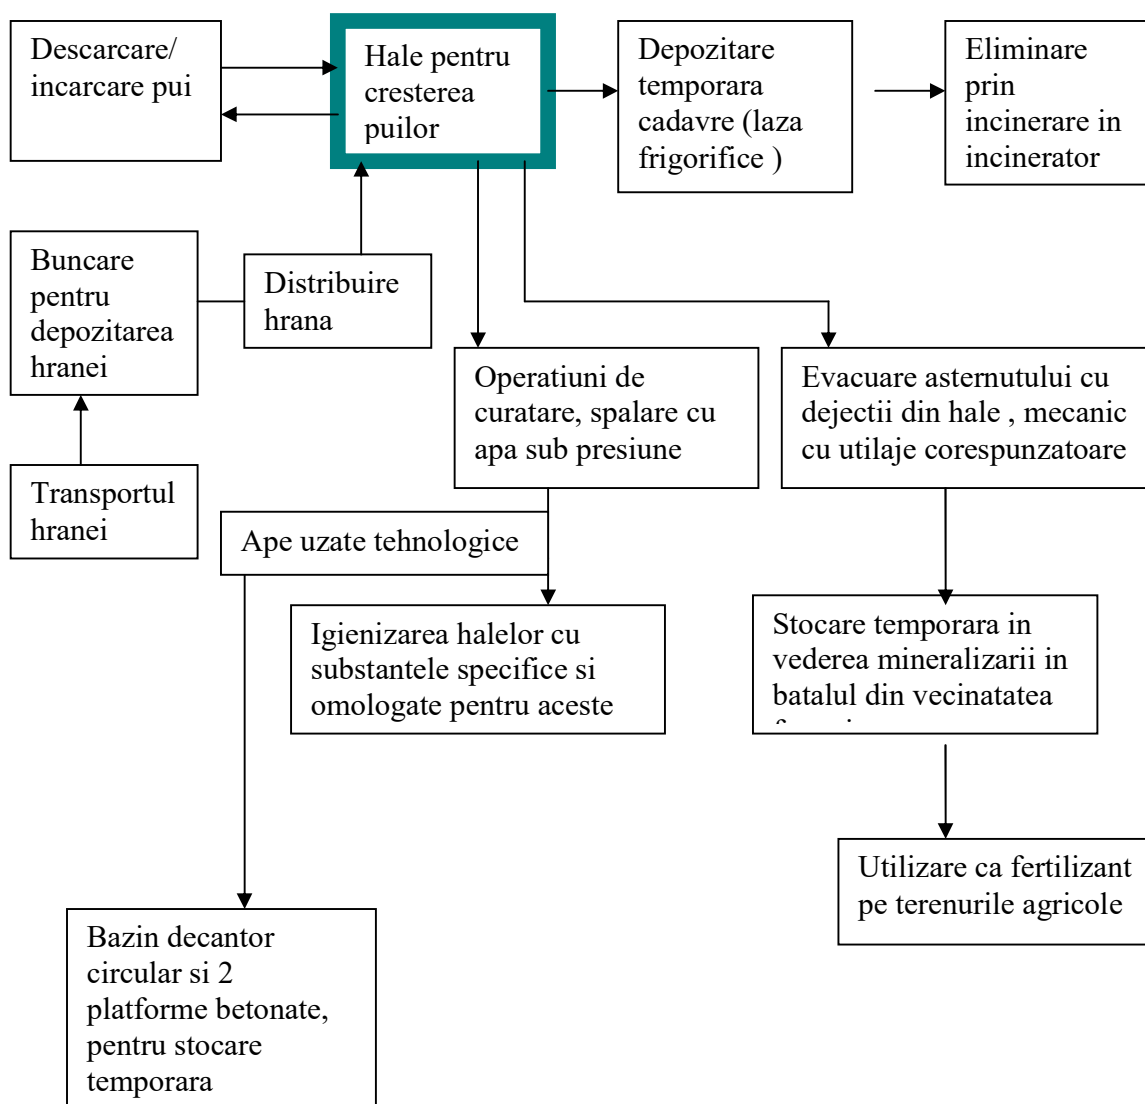 Descarcare/
incarcare pui
Hale pentru
cresterea
puilor
Depozitare
temporara
cadavre (laza
frigorifice )
Eliminare
prin
incinerare in
incinerator
Buncare
pentru
depozitarea
hranei
Distribuire
hrana
Transportul
hranei
Operatiuni de
curatare, spalare cu
apa sub presiune
Evacuare asternutului cu
dejectii din hale , mecanic
cu utilaje corespunzatoare
Ape uzate tehnologice
Igienizarea halelor cu
substantele specifice si
omologate pentru aceste
Stocare temporara in
vederea mineralizarii in
batalul din vecinatatea
Utilizare ca fertilizant
pe terenurile agricole
Bazin decantor
circular si 2
platforme betonate,
pentru stocare
temporara